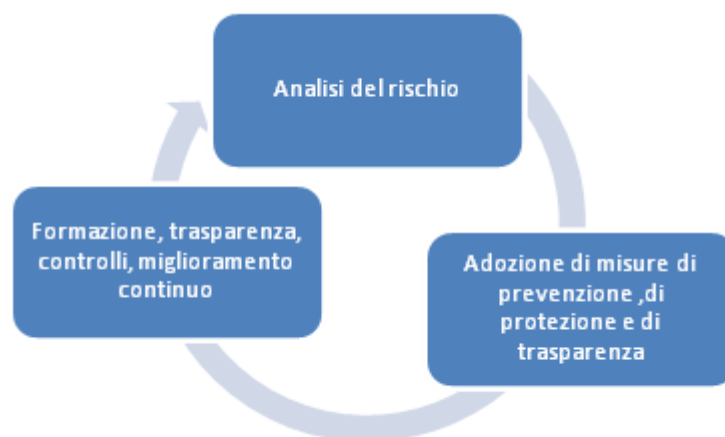 Analisi del rischio
Adozione di misure di
prevenzione ,di
protezione e di
trasparenza
Formazione, trasparenza,
controlli, miglioramento
continuo